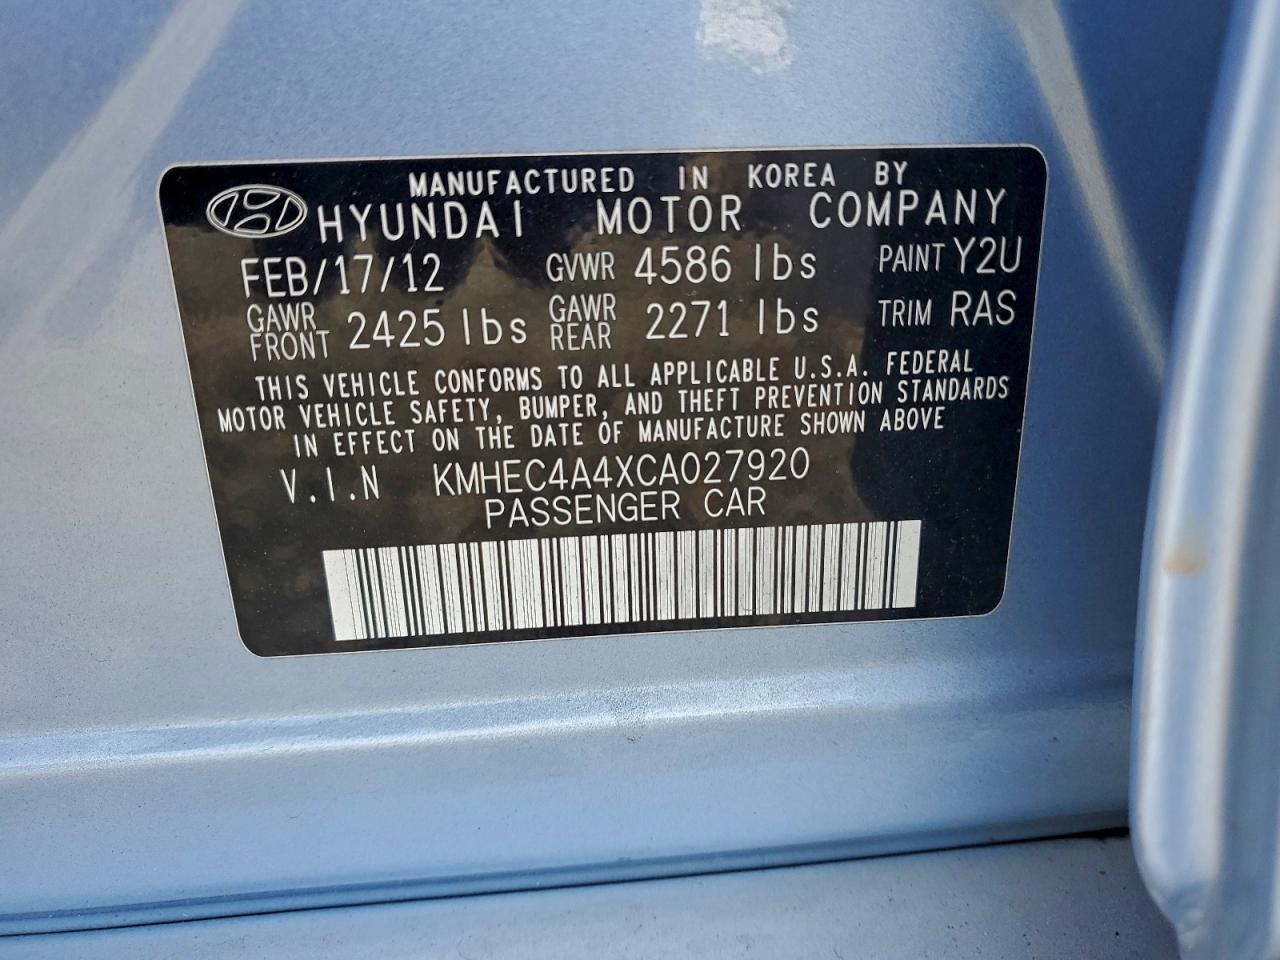 MANUFACTURED IN KOREA BY
HYUNDAI MOTOR COMPANY
FEB/17/12 GVWR 4586 lbs PAINT Y2U
GAWR FRONT 2425 lbs GAWR REAR 2271 lbs TRIM RAS
THIS VEHICLE CONFORMS TO ALL APPLICABLE U.S.A. FEDERAL
MOTOR VEHICLE SAFETY, BUMPER, AND THEFT PREVENTION STANDARDS
IN EFFECT ON THE DATE OF MANUFACTURE SHOWN ABOVE
V.I.N KMHEC4A4XCA027920
PASSENGER CAR